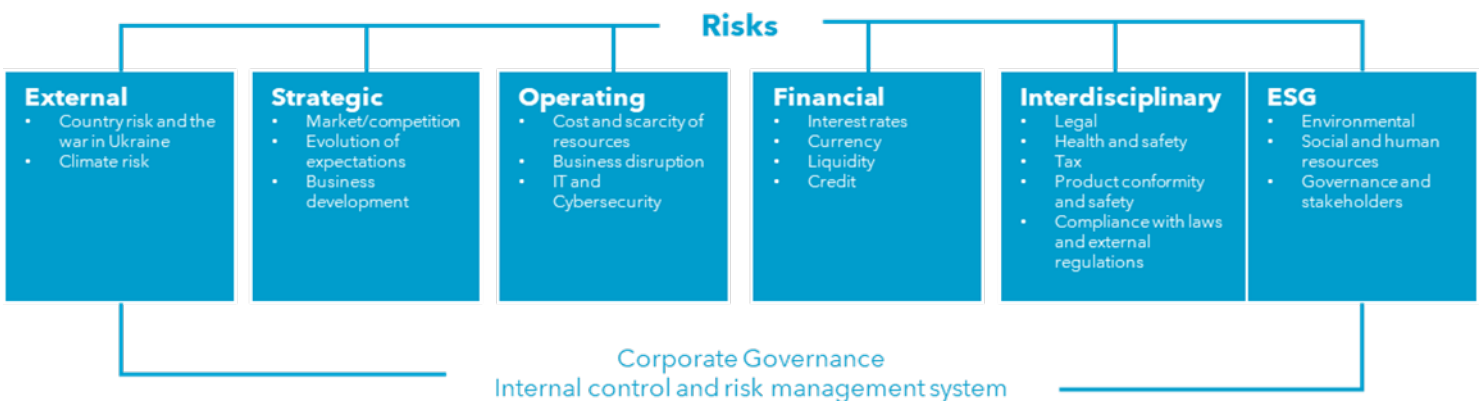 Risks
External
• Country risk and the
war in Ukraine
• Climate risk
Strategic
• Market/competition
• Evolution of
expectations
• Business
development
Operating
• Cost and scarcity of
resources
• Business disruption
• IT and
Cybersecurity
Financial
• Interest rates
• Currency
• Liquidity
• Credit
Interdisciplinary
• Legal
• Health and safety
• Tax
• Product conformity
and safety
• Compliance with laws
and external
regulations
ESG
• Environmental
• Social and human
resources
• Governance and
stakeholders
Corporate Governance
Internal control and risk management system